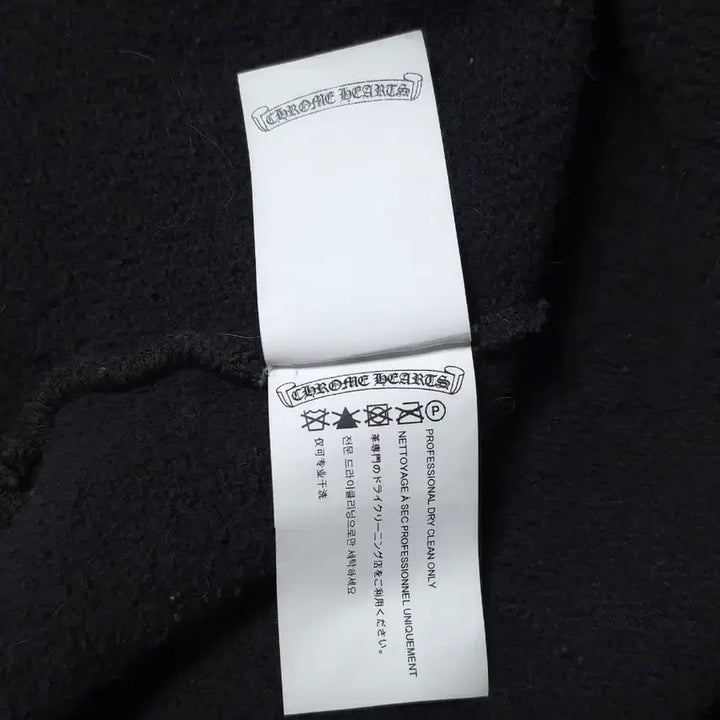 CHROME HEARTS
CHROME HEARTS
P
PROFESSIONAL DRY CLEAN ONLY
NETTOYAGE À SEC PROFESSIONNEL UNIQUEMENT
革専門のドライクリーニング店をご利用ください。
전문 드라이클리닝으로만 세탁하세요
仅可专业干洗